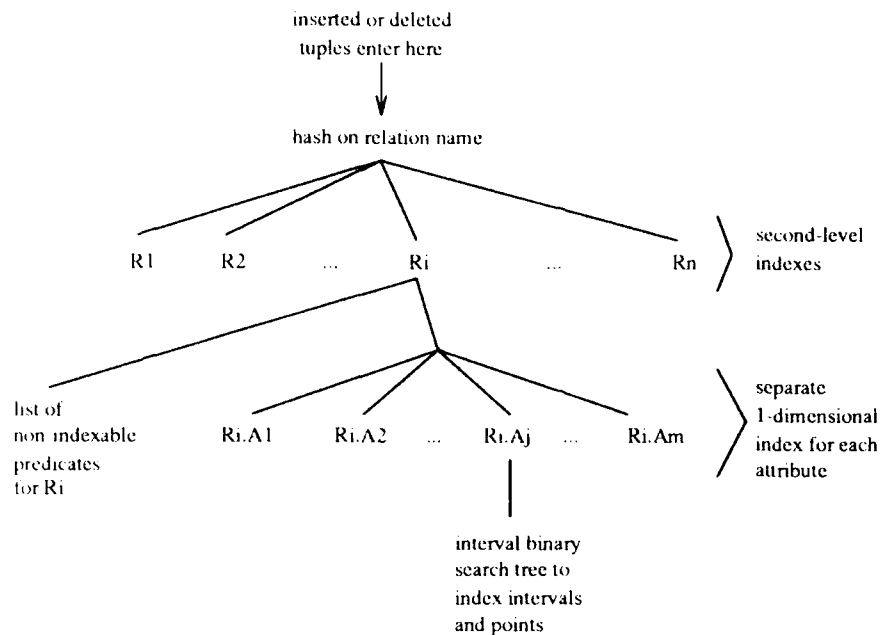 inserted or deleted
tuples enter here
hash on relation name
R1 R2 ... Ri ... Rn
second-level
indexes
list of
non indexable
predicates
for Ri
Ri.A1 Ri.A2 ... Ri.Aj ... Ri.Am
separate
1-dimensional
index for each
attribute
interval binary
search tree to
index intervals
and points